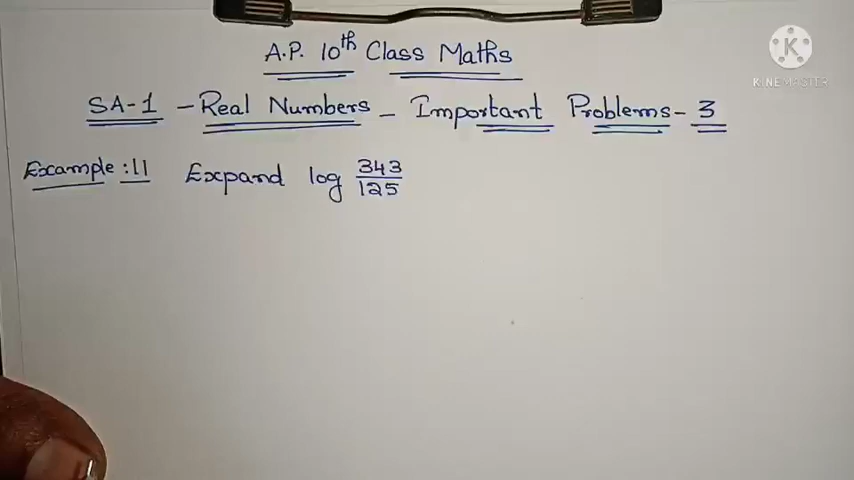 A.P. 10th Class Maths
KINEMASTER
SA-1 - Real Numbers - Important Problems - 3
Example : 11 Expand log 343/125